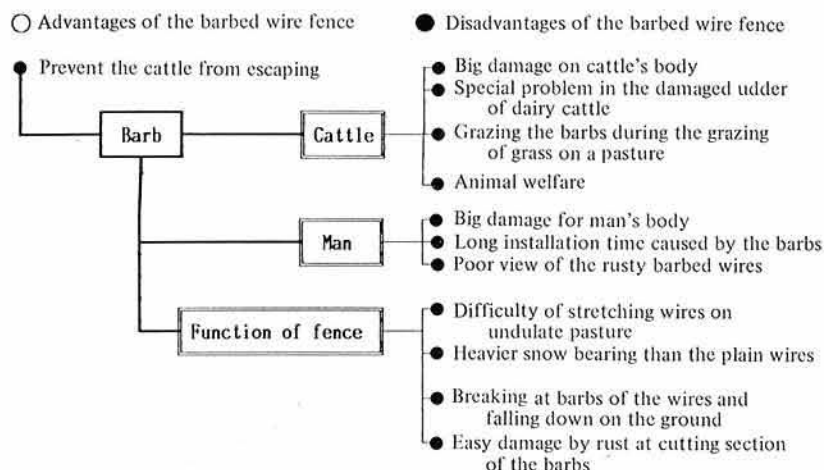 ○ Advantages of the barbed wire fence
● Disadvantages of the barbed wire fence
● Prevent the cattle from escaping
Barb
Cattle
● Big damage on cattle's body
● Special problem in the damaged udder
of dairy cattle
● Grazing the barbs during the grazing
of grass on a pasture
● Animal welfare
Man
● Big damage for man's body
● Long installation time caused by the barbs
● Poor view of the rusty barbed wires
Function of fence
● Difficulty of stretching wires on
undulate pasture
● Heavier snow bearing than the plain wires
● Breaking at barbs of the wires and
falling down on the ground
● Easy damage by rust at cutting section
of the barbs